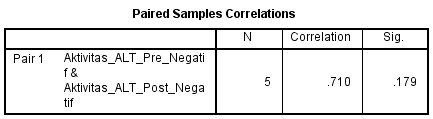 Paired Samples Correlations
N Correlation Sig.
Pair 1 Aktivitas_ALT_Pre_Negati
f &
Aktivitas_ALT_Post_Nega
tif
5 .710 .179